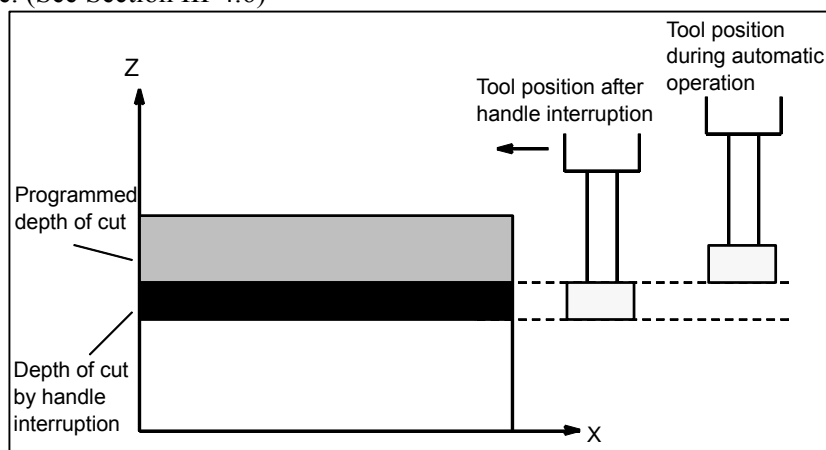 e. (See Section III-4.6)
Tool position
during automatic
operation
Z
Tool position after
handle interruption
Programmed
depth of cut
Depth of cut
by handle
interruption
X